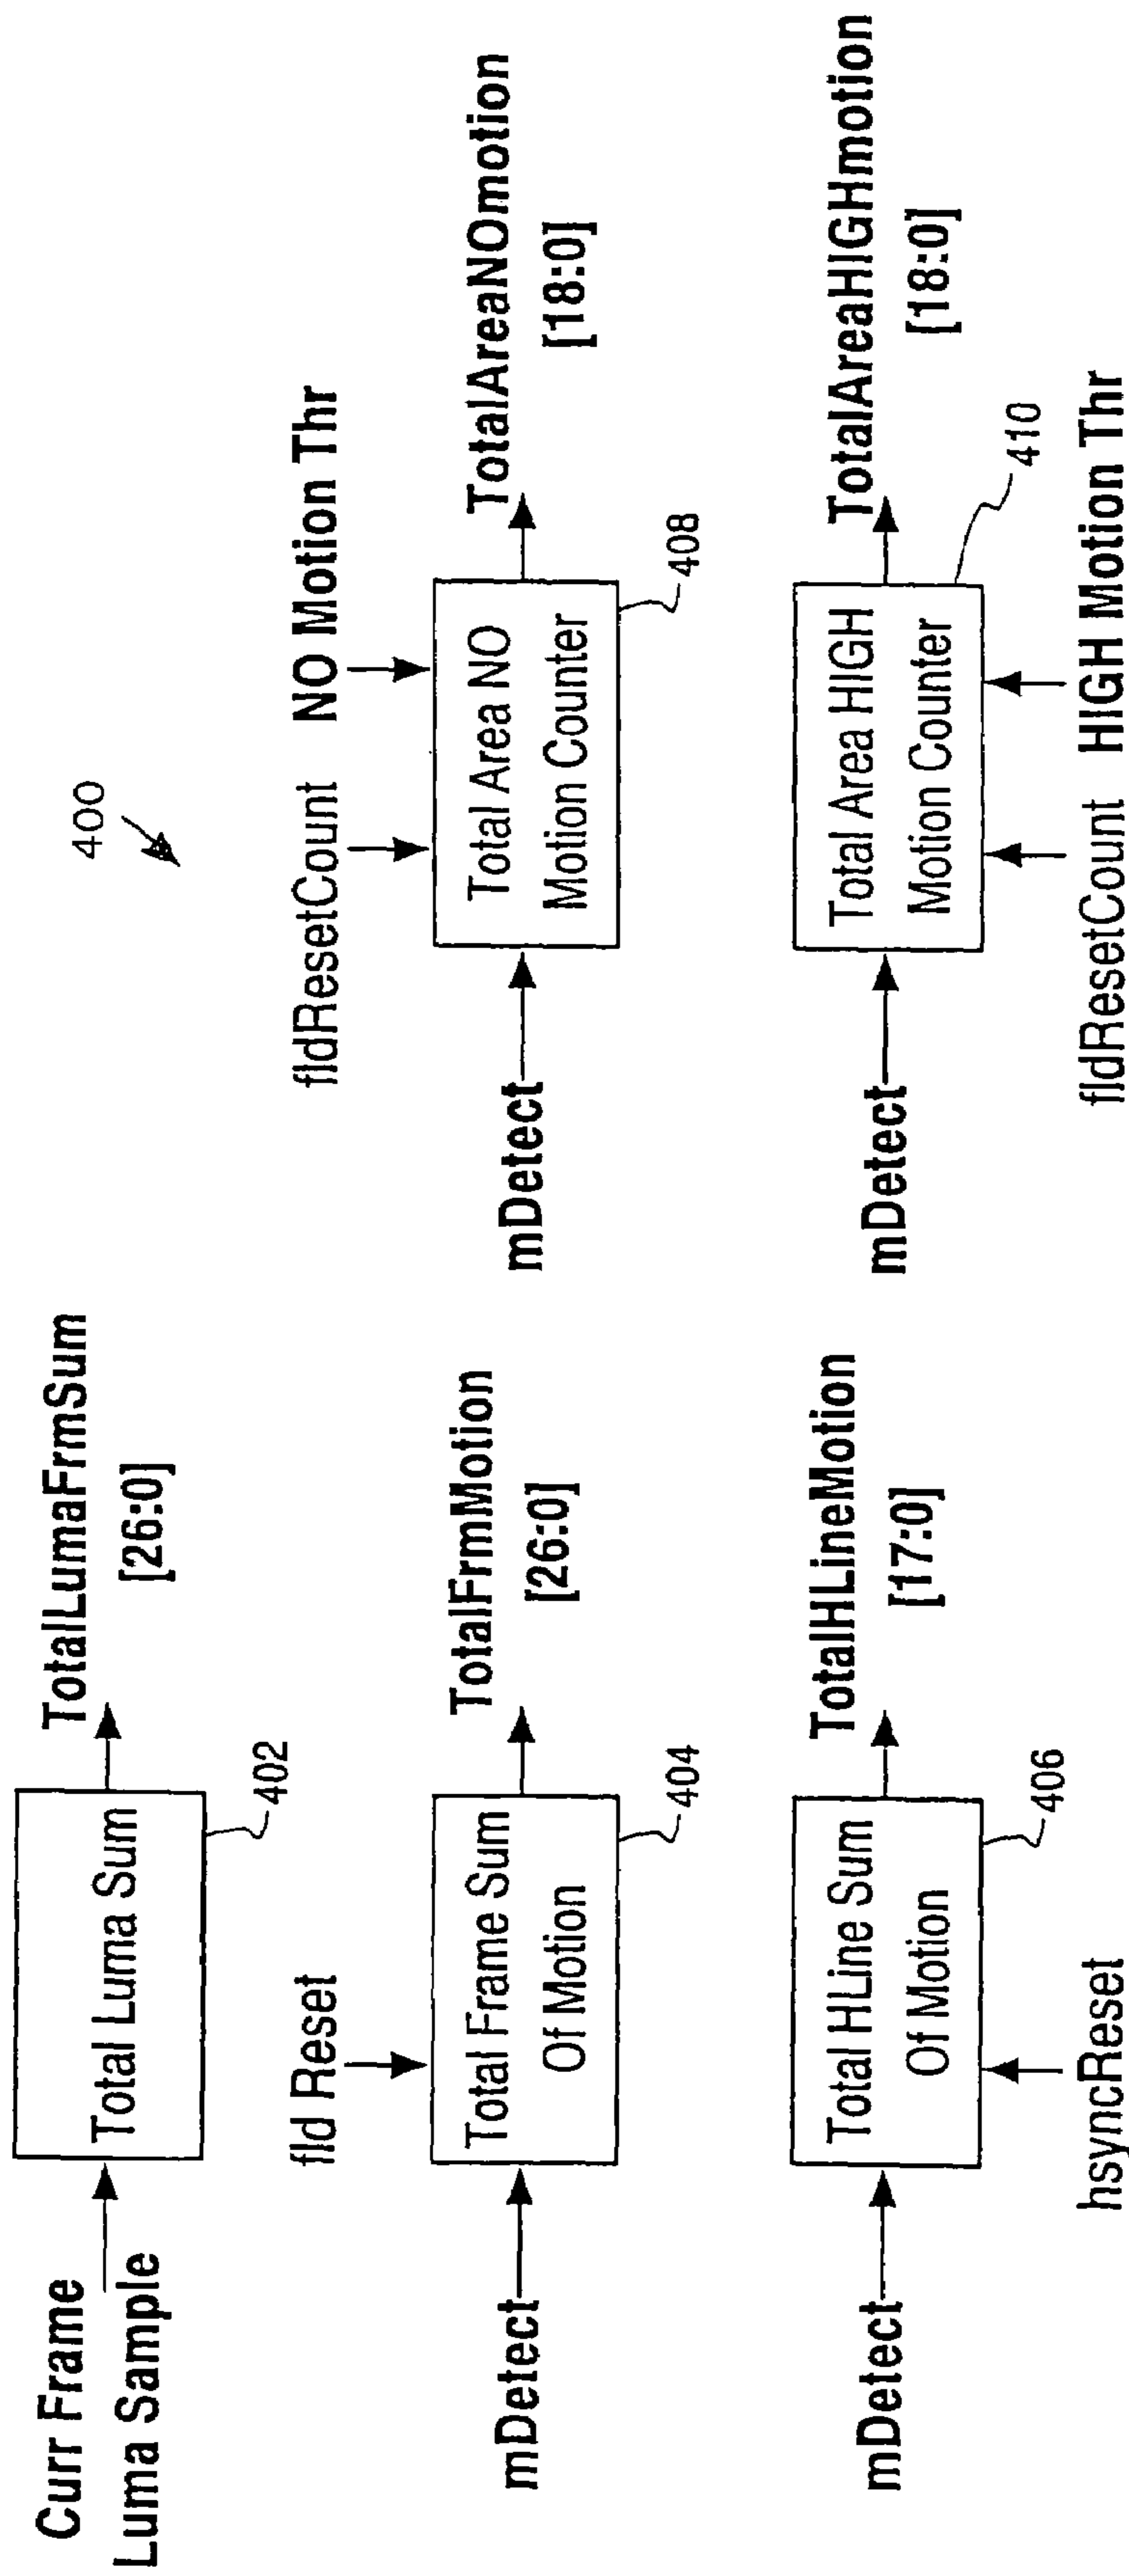 400
Curr Frame
Luma Sample
Total Luma Sum
TotalLumaFrmSum
[26:0]
402
fld Reset
mDetect
Total Frame Sum
Of Motion
TotalFrmMotion
[26:0]
404
mDetect
Total HLine Sum
Of Motion
TotalHLineMotion
[17:0]
406
hsyncReset
fldResetCount
NO Motion Thr
mDetect
Total Area NO
Motion Counter
TotalAreaNOmotion
[18:0]
408
mDetect
Total Area HIGH
Motion Counter
TotalAreaHIGHmotion
[18:0]
410
fldResetCount
HIGH Motion Thr